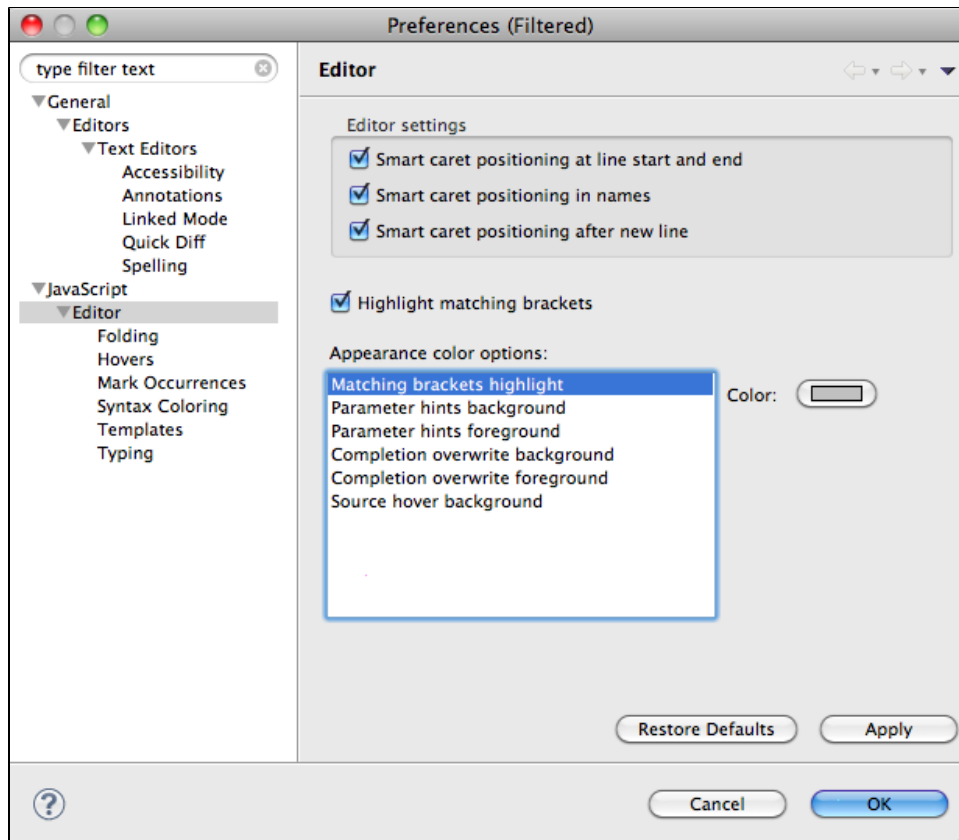 Preferences (Filtered)
type filter text
General
Editors
Text Editors
Accessibility
Annotations
Linked Mode
Quick Diff
Spelling
JavaScript
Editor
Folding
Hovers
Mark Occurrences
Syntax Coloring
Templates
Typing
Editor
Editor settings
Smart caret positioning at line start and end
Smart caret positioning in names
Smart caret positioning after new line
Highlight matching brackets
Appearance color options:
Matching brackets highlight
Parameter hints background
Parameter hints foreground
Completion overwrite background
Completion overwrite foreground
Source hover background
Color:
Restore Defaults
Apply
?
Cancel
OK